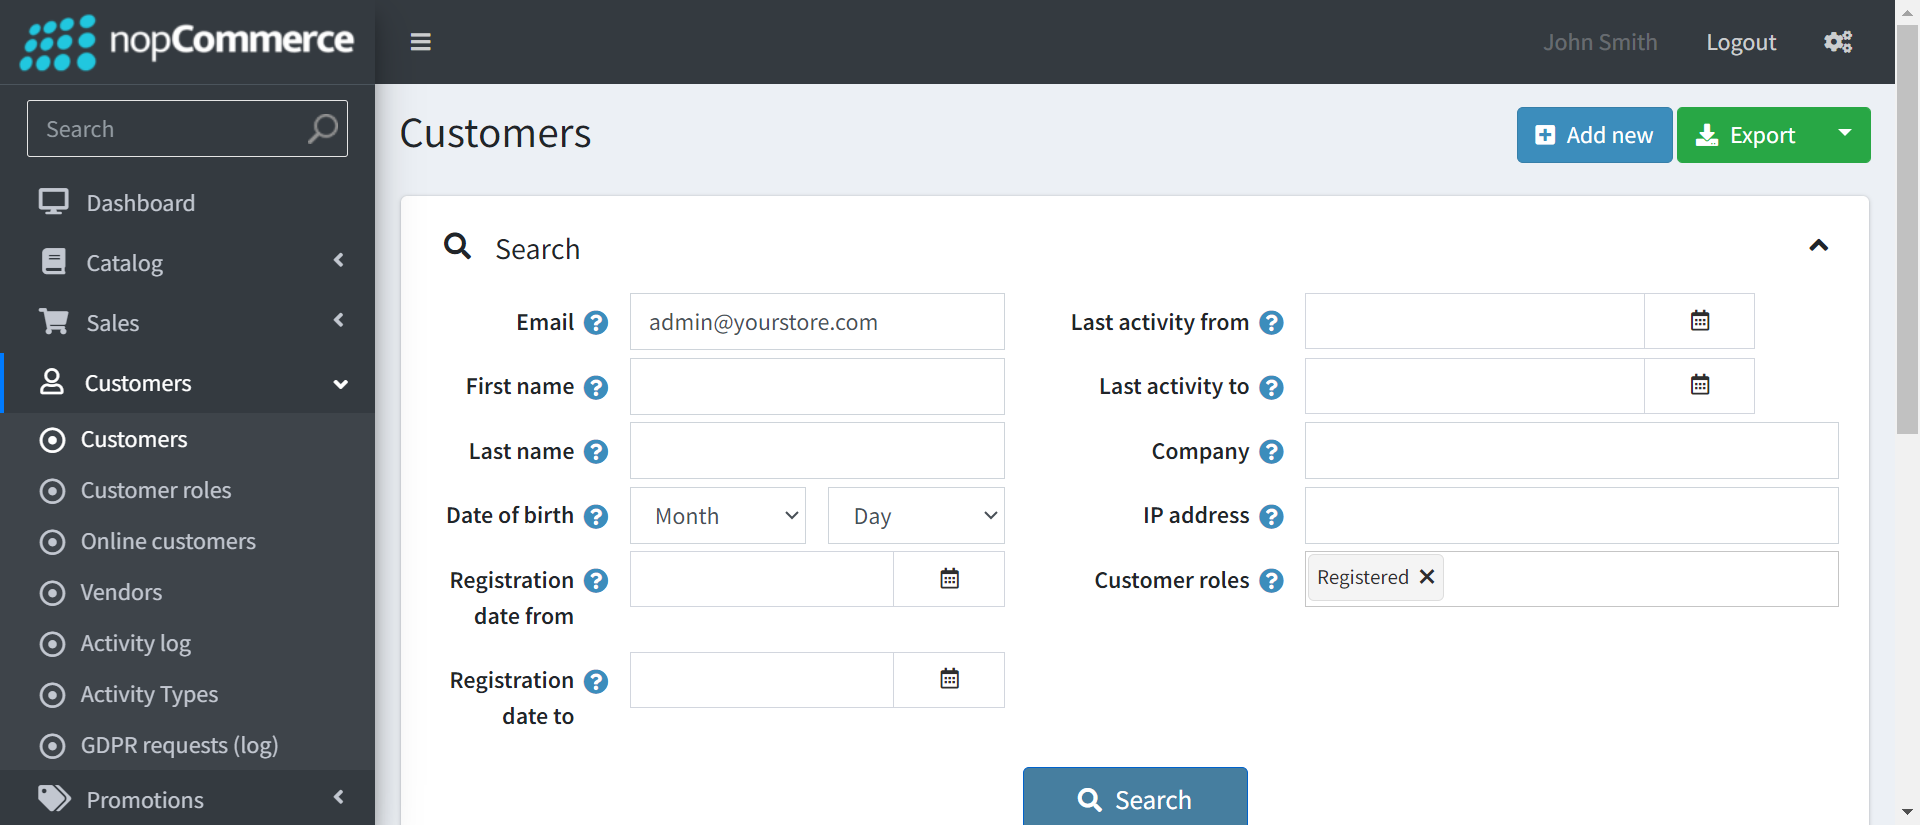 nopCommerce
John Smith
Logout
Search
Dashboard
Catalog
Sales
Customers
Customers
Customer roles
Online customers
Vendors
Activity log
Activity Types
GDPR requests (log)
Promotions
Customers
Add new
Export
Search
Email
admin@yourstore.com
First name
Last name
Date of birth
Month
Day
Registration
date from
Registration
date to
Last activity from
Last activity to
Company
IP address
Customer roles
Registered
Search